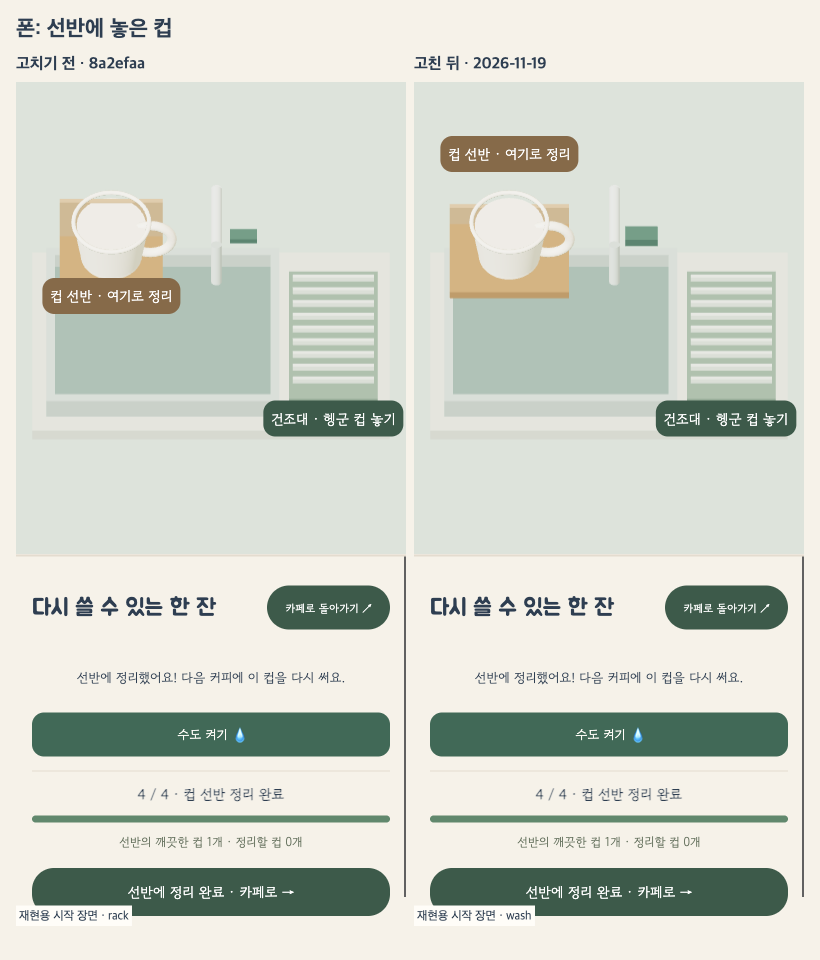 폰: 선반에 놓은 컵
고치기 전 · 8a2efaa
컵 선반 · 여기로 정리
건조대 · 헹군 컵 놓기
다시 쓸 수 있는 한 잔
카페로 돌아가기 ↗
선반에 정리했어요! 다음 커피에 이 컵을 다시 써요.
수도 켜기 💧
4 / 4 · 컵 선반 정리 완료
선반의 깨끗한 컵 1개 · 정리할 컵 0개
선반에 정리 완료 · 카페로 →
재현용 시작 장면 · rack
고친 뒤 · 2026-11-19
컵 선반 · 여기로 정리
건조대 · 헹군 컵 놓기
다시 쓸 수 있는 한 잔
카페로 돌아가기 ↗
선반에 정리했어요! 다음 커피에 이 컵을 다시 써요.
수도 켜기 💧
4 / 4 · 컵 선반 정리 완료
선반의 깨끗한 컵 1개 · 정리할 컵 0개
선반에 정리 완료 · 카페로 →
재현용 시작 장면 · wash